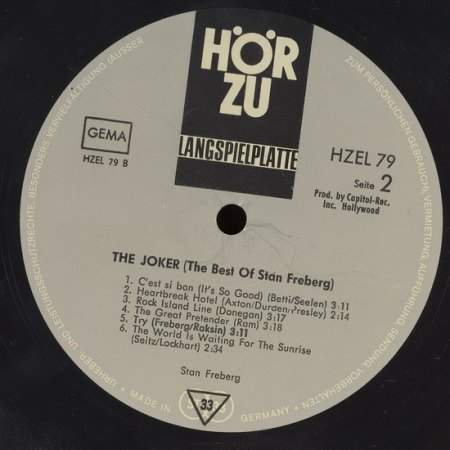 HÖR
ZU
LANGSPIELPLATTE
GEMA
HZEL 79 B
HZEL 79
Seite 2
Prod. by Capitol-Rec.
Inc. Hollywood
THE JOKER (The Best Of Stan Freberg)
1. C'est si bon (It's So Good) (Betti/Seelen) 3:11
2. Heartbreak Hotel (Axton/Durden/Presley) 2:14
3. Rock Island Line (Donegan) 3:17
4. The Great Pretender (Ram) 3:18
5. Try (Freberg/Raksin) 3:11
6. The World Is Waiting For The Sunrise
(Seitz/Lockhart) 2:34
Stan Freberg
33
URHEBER- UND LEISTUNGSSCHUTZRECHTE, BESONDERS VERVIELFÄLTIGUNG (AUSSER
ZUM PERSÖNLICHEN GEBRAUCH), VERMIETUNG, AUFFÜHRUNG, SENDUNG, VORBEHALTEN
• MADE IN
GERMANY •